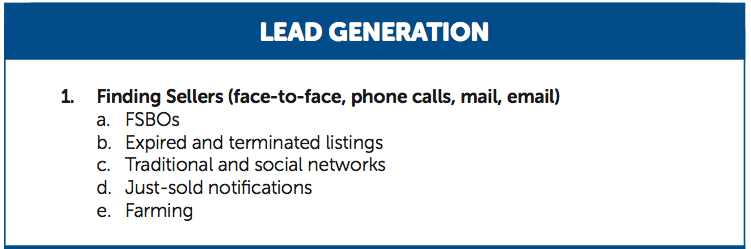 LEAD GENERATION
1. Finding Sellers (face-to-face, phone calls, mail, email)
a. FSBOs
b. Expired and terminated listings
c. Traditional and social networks
d. Just-sold notifications
e. Farming